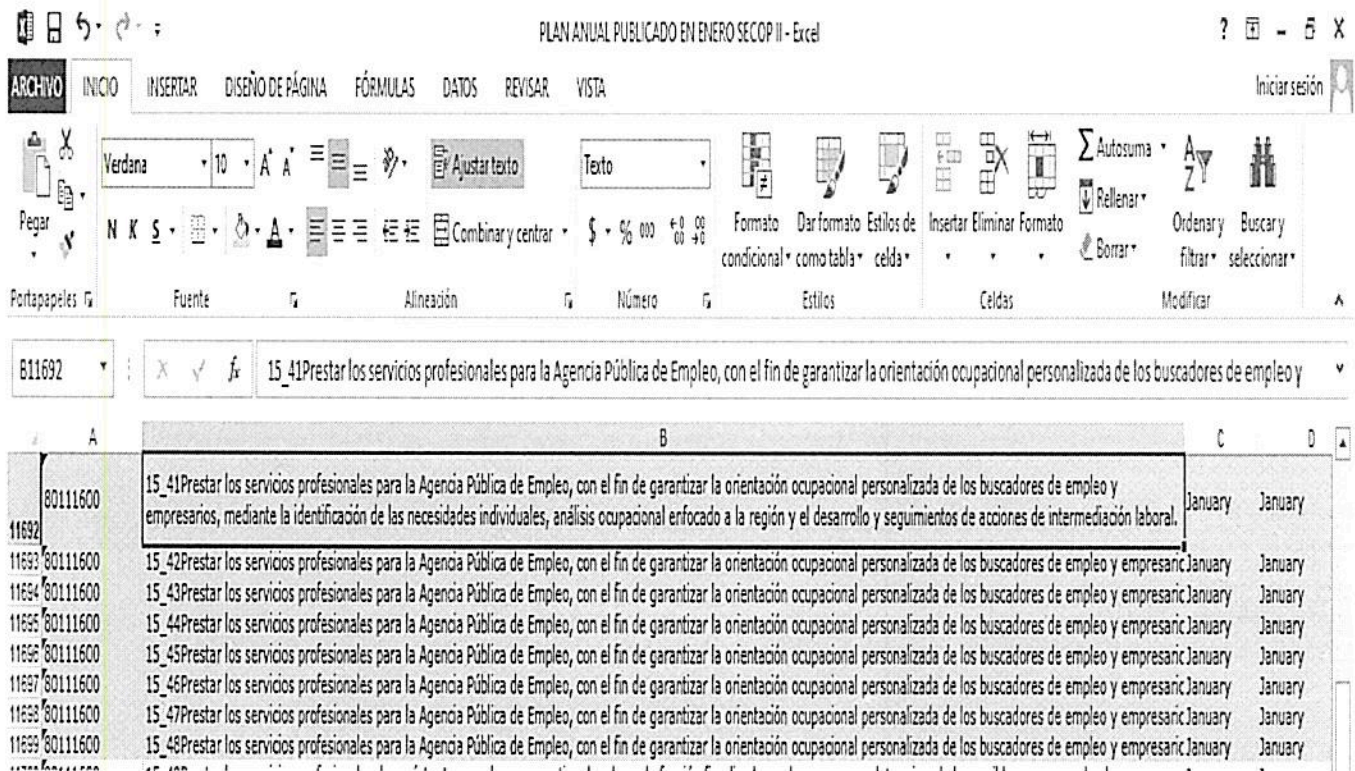 PLAN ANUAL PUBLICADO EN ENERO SECOP II - Excel
ARCHIVO INICIO INSERTAR DISEÑO DE PÁGINA FÓRMULAS DATOS REVISAR VISTA Iniciar sesión
Verdana 10 Ajustar texto Texto Autosuma
Pegar N K S Combinar y centrar $ % 000 Formato condicional Dar formato como tabla Estilos de celda Insertar Eliminar Formato Rellenar Borrar Ordenar y filtrar Buscar y seleccionar
Portapapeles Fuente Alineación Número Estilos Celdas Modificar
B11692 fx 15_41Prestar los servicios profesionales para la Agencia Pública de Empleo, con el fin de garantizar la orientación ocupacional personalizada de los buscadores de empleo y
A B C D
11692 80111600 15_41Prestar los servicios profesionales para la Agencia Pública de Empleo, con el fin de garantizar la orientación ocupacional personalizada de los buscadores de empleo y
empresarios, mediante la identificación de las necesidades individuales, análisis ocupacional enfocado a la región y el desarrollo y seguimientos de acciones de intermediación laboral. January January
11693 80111600 15_42Prestar los servicios profesionales para la Agencia Pública de Empleo, con el fin de garantizar la orientación ocupacional personalizada de los buscadores de empleo y empresaric January January
11694 80111600 15_43Prestar los servicios profesionales para la Agencia Pública de Empleo, con el fin de garantizar la orientación ocupacional personalizada de los buscadores de empleo y empresaric January January
11695 80111600 15_44Prestar los servicios profesionales para la Agencia Pública de Empleo, con el fin de garantizar la orientación ocupacional personalizada de los buscadores de empleo y empresaric January January
11696 80111600 15_45Prestar los servicios profesionales para la Agencia Pública de Empleo, con el fin de garantizar la orientación ocupacional personalizada de los buscadores de empleo y empresaric January January
11697 80111600 15_46Prestar los servicios profesionales para la Agencia Pública de Empleo, con el fin de garantizar la orientación ocupacional personalizada de los buscadores de empleo y empresaric January January
11698 80111600 15_47Prestar los servicios profesionales para la Agencia Pública de Empleo, con el fin de garantizar la orientación ocupacional personalizada de los buscadores de empleo y empresaric January January
11699 80111600 15_48Prestar los servicios profesionales para la Agencia Pública de Empleo, con el fin de garantizar la orientación ocupacional personalizada de los buscadores de empleo y empresaric January January